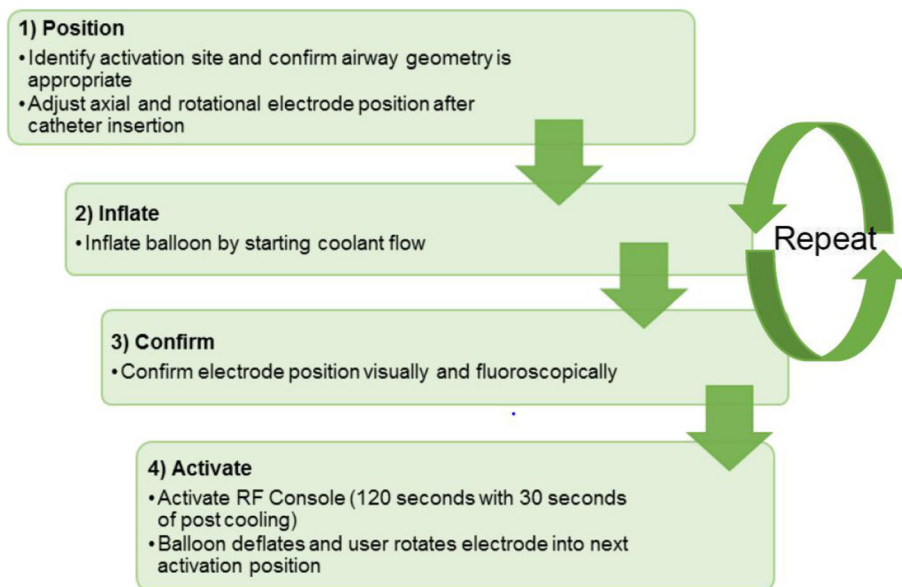 1) Position
•Identify activation site and confirm airway geometry is
appropriate
•Adjust axial and rotational electrode position after
catheter insertion
2) Inflate
•Inflate balloon by starting coolant flow
Repeat
3) Confirm
•Confirm electrode position visually and fluoroscopically
4) Activate
•Activate RF Console (120 seconds with 30 seconds
of post cooling)
•Balloon deflates and user rotates electrode into next
activation position